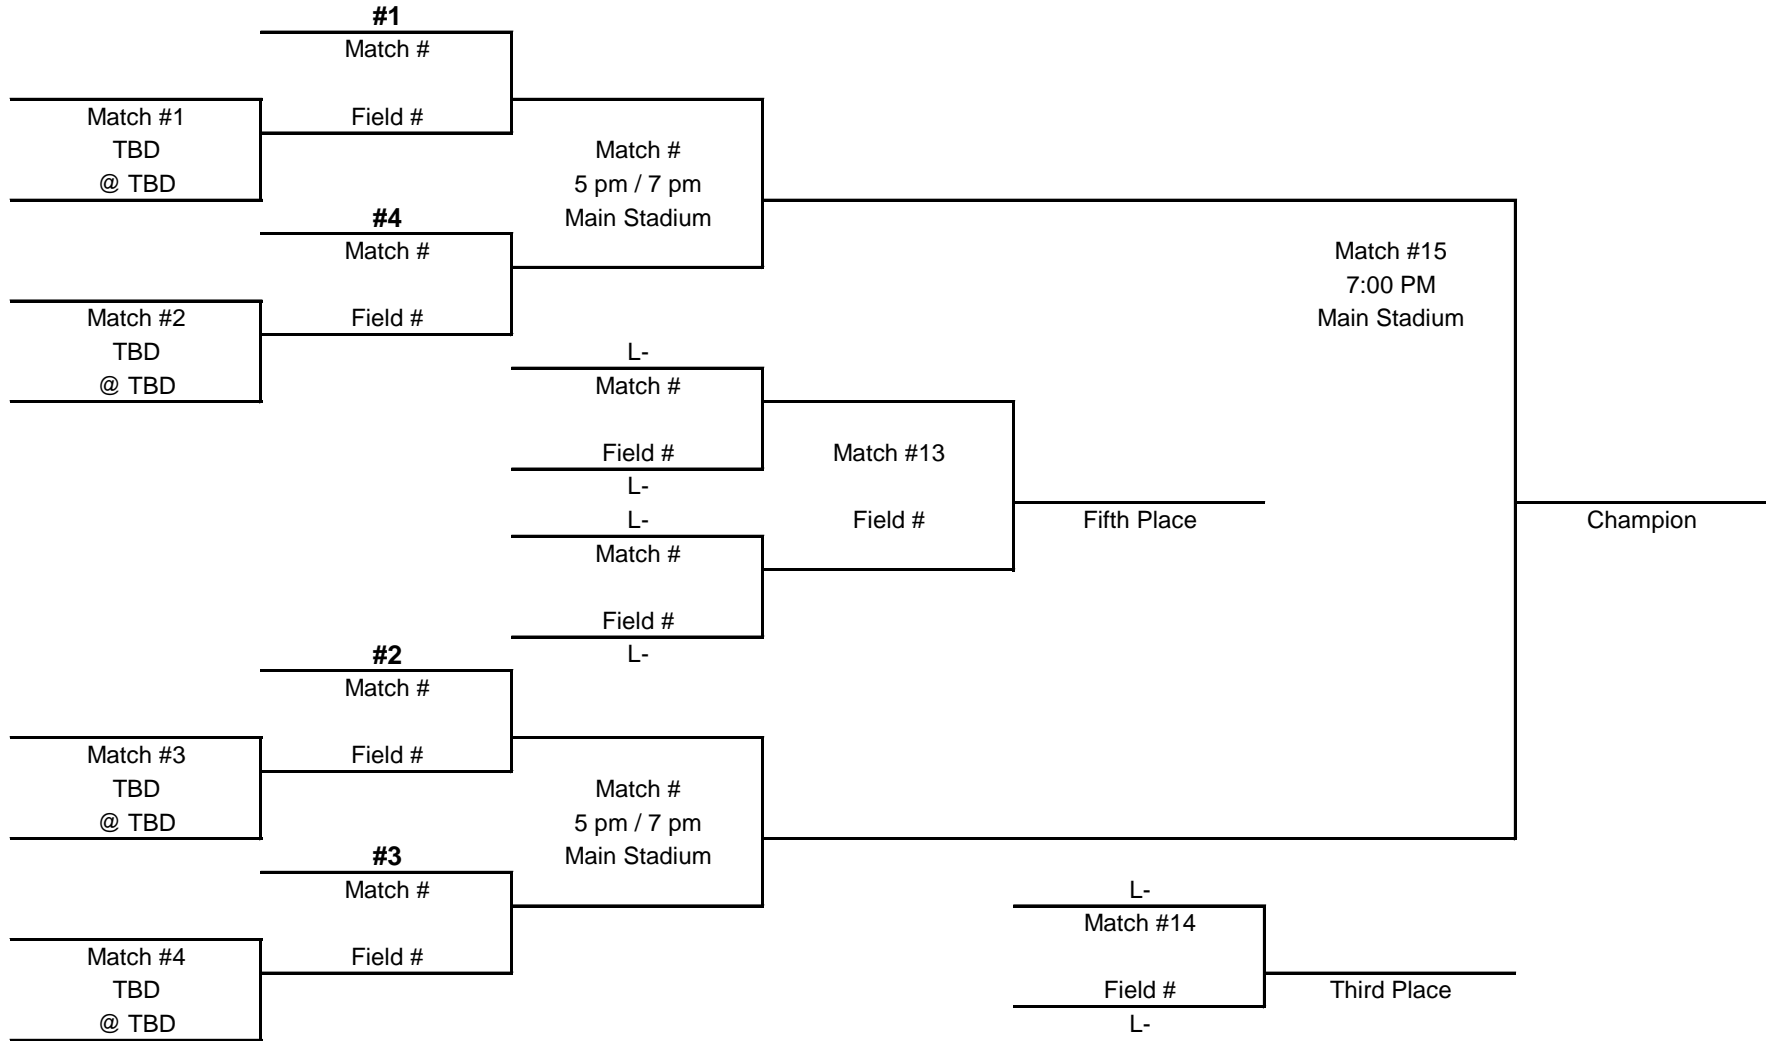 #1
Match #
Field #
Match #1
TBD
@ TBD
Match #
5 pm / 7 pm
Main Stadium
#4
Match #
Field #
Match #2
TBD
@ TBD
Match #15
7:00 PM
Main Stadium
L-
Match #
Field #
L-
Match #13
Field #
L-
Match #
Field #
L-
Fifth Place
Champion
#2
Match #
Field #
Match #3
TBD
@ TBD
Match #
5 pm / 7 pm
Main Stadium
#3
Match #
Field #
Match #4
TBD
@ TBD
L-
Match #14
Field #
L-
Third Place